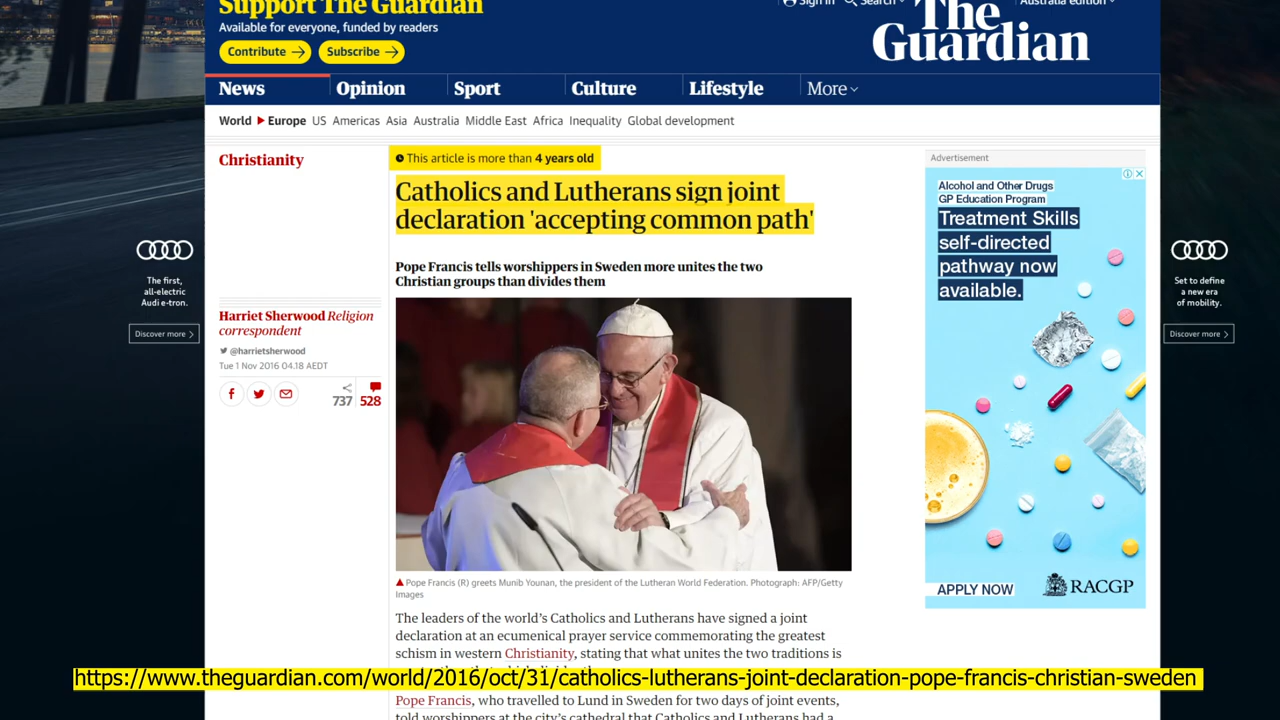 Support The Guardian
Available for everyone, funded by readers
Contribute →
Subscribe →
Sign in
Search
Australia edition
The
Guardian
News
Opinion
Sport
Culture
Lifestyle
More
World
Europe
US
Americas
Asia
Australia
Middle East
Africa
Inequality
Global development
Christianity
This article is more than 4 years old
Catholics and Lutherans sign joint
declaration 'accepting common path'
Pope Francis tells worshippers in Sweden more unites the two
Christian groups than divides them
Harriet Sherwood Religion
correspondent
@harrietsherwood
Tue 1 Nov 2016 04.18 AEDT
737
528
Pope Francis (R) greets Munib Younan, the president of the Lutheran World Federation. Photograph: AFP/Getty
Images
The leaders of the world's Catholics and Lutherans have signed a joint
declaration at an ecumenical prayer service commemorating the greatest
schism in western Christianity, stating that what unites the two traditions is
https://www.theguardian.com/world/2016/oct/31/catholics-lutherans-joint-declaration-pope-francis-christian-sweden
Pope Francis, who travelled to Lund in Sweden for two days of joint events,
told worshippers at the city's cathedral that Catholics and Lutherans had a
Advertisement
Alcohol and Other Drugs
GP Education Program
Treatment Skills
self-directed
pathway now
available.
APPLY NOW
RACGP
The first,
all-electric
Audi e-tron.
Discover more >
Set to define
a new era
of mobility.
Discover more >